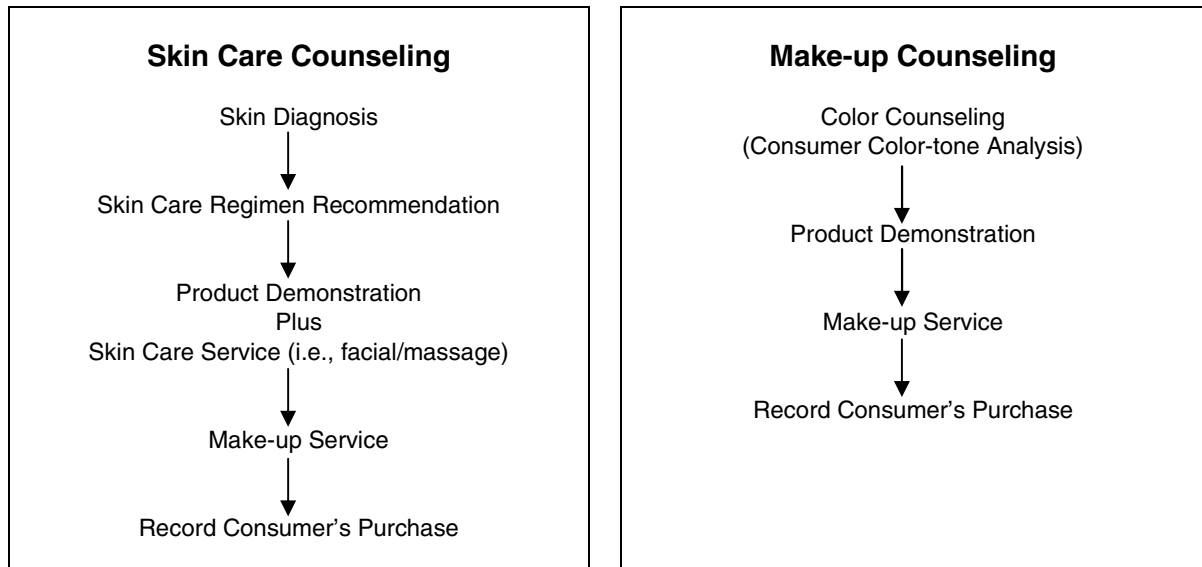 Skin Care Counseling
Skin Diagnosis
Skin Care Regimen Recommendation
Product Demonstration
Plus
Skin Care Service (i.e., facial/massage)
Make-up Service
Record Consumer’s Purchase
Make-up Counseling
Color Counseling
(Consumer Color-tone Analysis)
Product Demonstration
Make-up Service
Record Consumer’s Purchase